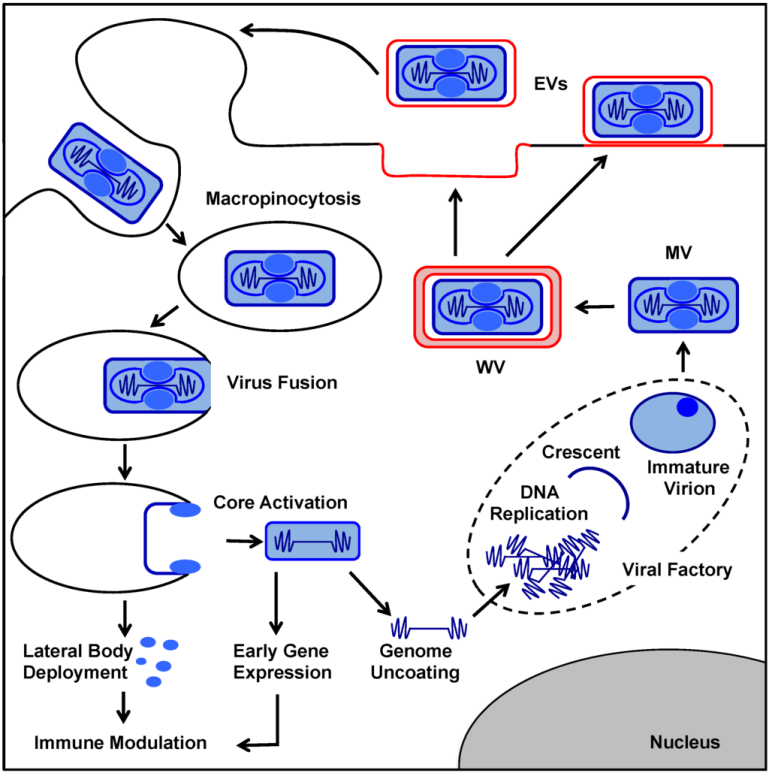 EVs
Macropinocytosis
MV
WV
Virus Fusion
Crescent
Immature
Virion
DNA
Replication
Core Activation
Viral Factory
Lateral Body
Deployment
Early Gene
Expression
Genome
Uncoating
Immune Modulation
Nucleus